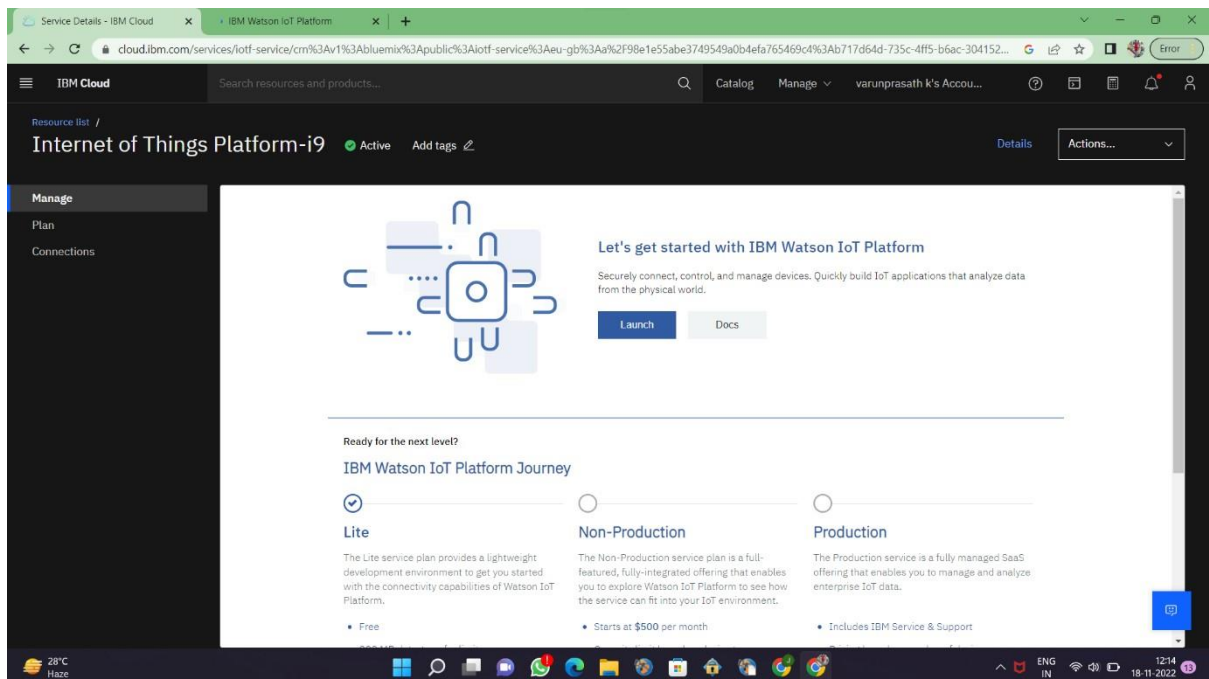 Service Details - IBM Cloud
IBM Watson IoT Platform
cloud.ibm.com/services/iotf-service/crn%3Av1%3Abluemix%3Apublic%3Aiotf-service%3Aeu-gb%3Aa%2F98e1e55abe3749549a0b4efa765469c4%3Ab717d64d-735c-4ff5-b6ac-304152...
Error
IBM Cloud
Search resources and products...
Catalog
Manage
varunprasath k's Accou...
Resource list /
Internet of Things Platform-i9
Active
Add tags
Details
Actions...
Manage
Plan
Connections
Let's get started with IBM Watson IoT Platform
Securely connect, control, and manage devices. Quickly build IoT applications that analyze data
from the physical world.
Launch
Docs
Ready for the next level?
IBM Watson IoT Platform Journey
Lite
The Lite service plan provides a lightweight
development environment to get you started
with the connectivity capabilities of Watson IoT
Platform.
• Free
Non-Production
The Non-Production service plan is a full-
featured, fully-integrated offering that enables
you to explore Watson IoT Platform to see how
the service can fit into your IoT environment.
• Starts at $500 per month
Production
The Production service is a fully managed SaaS
offering that enables you to manage and analyze
enterprise IoT data.
• Includes IBM Service & Support
28°C
Haze
ENG
IN
12:14
18-11-2022
13